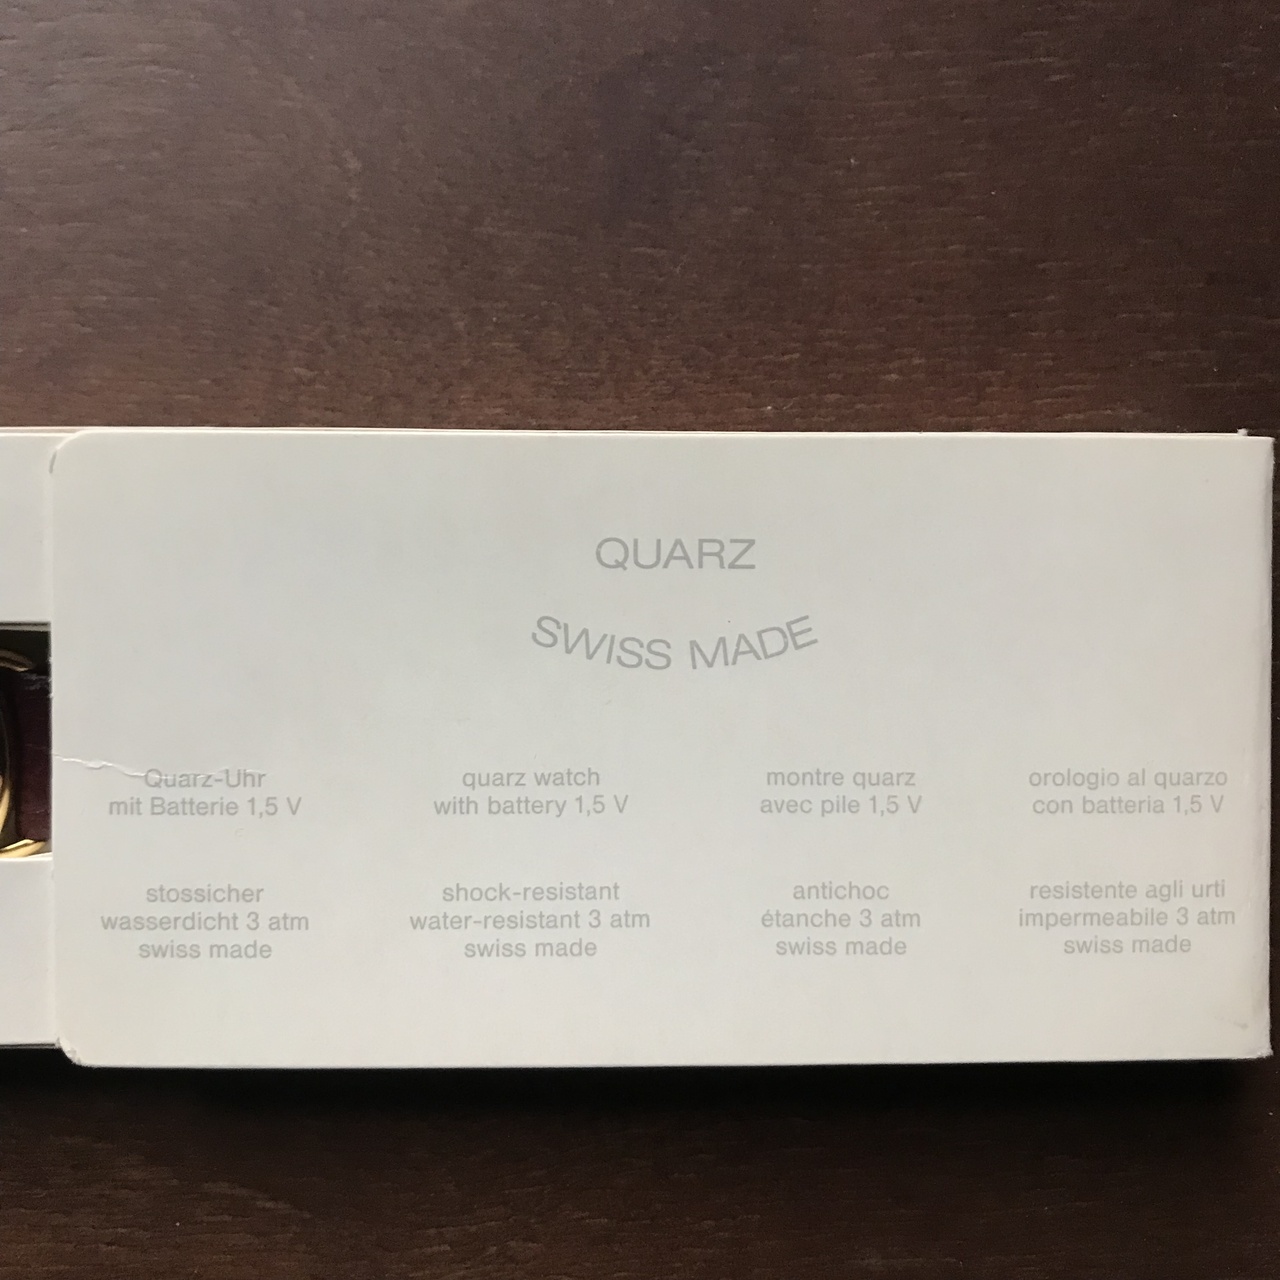 QUARZ
SWISS MADE
Quarz-Uhr
mit Batterie 1,5 V
stossicher
wasserdicht 3 atm
swiss made
quarz watch
with battery 1,5 V
shock-resistant
water-resistant 3 atm
swiss made
montre quarz
avec pile 1,5 V
antichoc
étanche 3 atm
swiss made
orologio al quarzo
con batteria 1,5 V
resistente agli urti
impermeabile 3 atm
swiss made